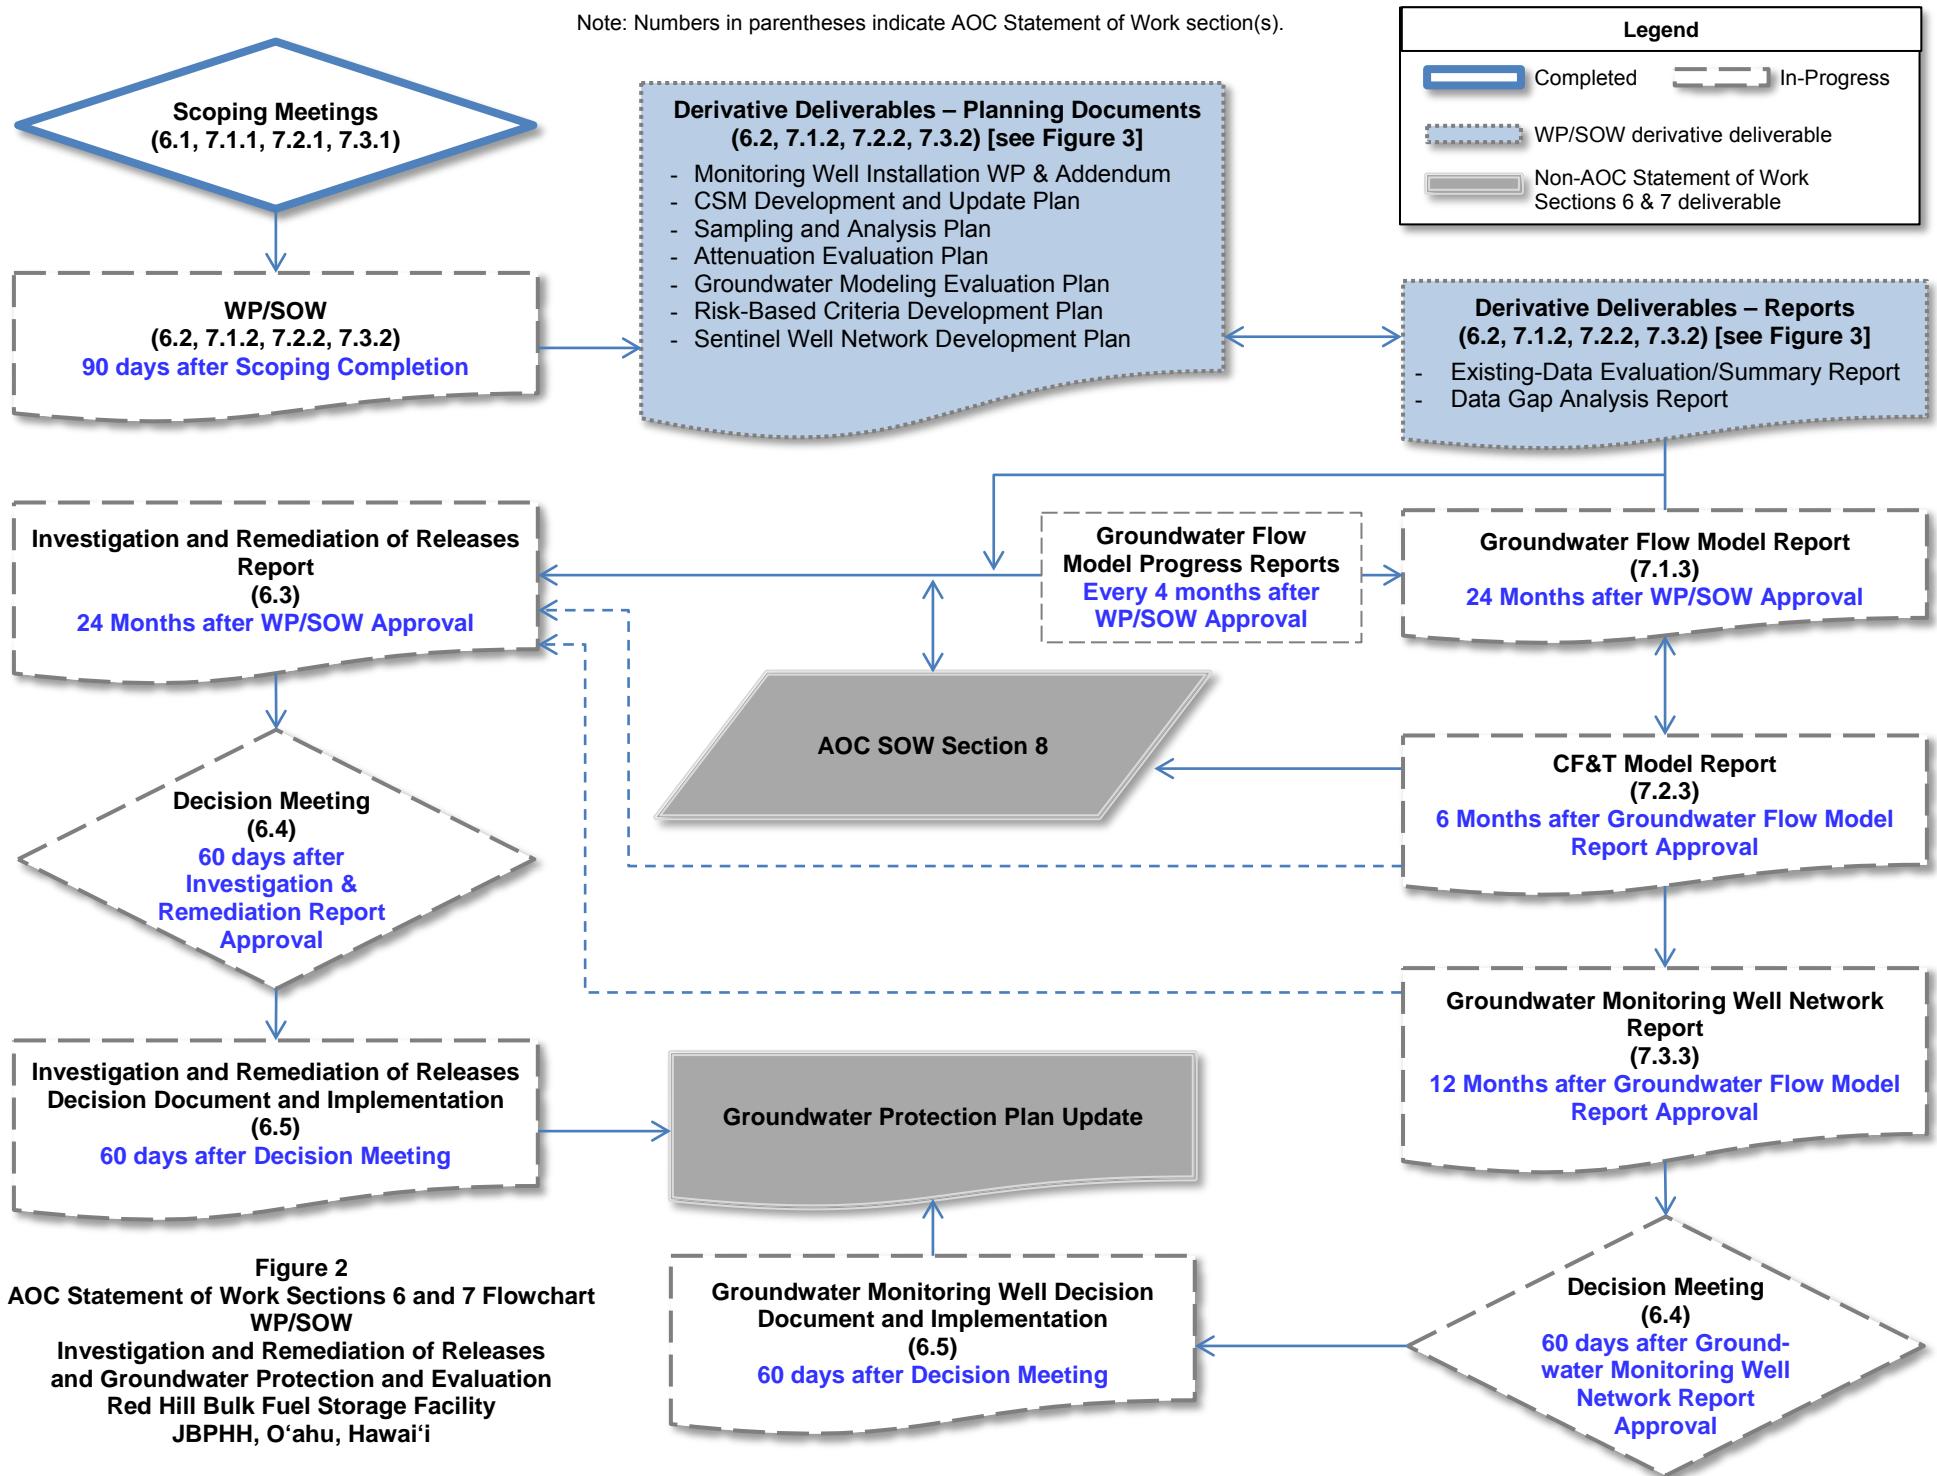 Note: Numbers in parentheses indicate AOC Statement of Work section(s).
Legend
Completed
In-Progress
WP/SOW derivative deliverable
Non-AOC Statement of Work
Sections 6 & 7 deliverable
Scoping Meetings
(6.1, 7.1.1, 7.2.1, 7.3.1)
WP/SOW
(6.2, 7.1.2, 7.2.2, 7.3.2)
90 days after Scoping Completion
Derivative Deliverables – Planning Documents
(6.2, 7.1.2, 7.2.2, 7.3.2) [see Figure 3]
- Monitoring Well Installation WP & Addendum
- CSM Development and Update Plan
- Sampling and Analysis Plan
- Attenuation Evaluation Plan
- Groundwater Modeling Evaluation Plan
- Risk-Based Criteria Development Plan
- Sentinel Well Network Development Plan
Derivative Deliverables – Reports
(6.2, 7.1.2, 7.2.2, 7.3.2) [see Figure 3]
- Existing-Data Evaluation/Summary Report
- Data Gap Analysis Report
Investigation and Remediation of Releases
Report
(6.3)
24 Months after WP/SOW Approval
Groundwater Flow
Model Progress Reports
Every 4 months after
WP/SOW Approval
Groundwater Flow Model Report
(7.1.3)
24 Months after WP/SOW Approval
AOC SOW Section 8
CF&T Model Report
(7.2.3)
6 Months after Groundwater Flow Model
Report Approval
Decision Meeting
(6.4)
60 days after
Investigation &
Remediation Report
Approval
Groundwater Monitoring Well Network
Report
(7.3.3)
12 Months after Groundwater Flow Model
Report Approval
Investigation and Remediation of Releases
Decision Document and Implementation
(6.5)
60 days after Decision Meeting
Groundwater Protection Plan Update
Groundwater Monitoring Well Decision
Document and Implementation
(6.5)
60 days after Decision Meeting
Decision Meeting
(6.4)
60 days after Ground-
water Monitoring Well
Network Report
Approval
Figure 2
AOC Statement of Work Sections 6 and 7 Flowchart
WP/SOW
Investigation and Remediation of Releases
and Groundwater Protection and Evaluation
Red Hill Bulk Fuel Storage Facility
JBPHH, Oʻahu, Hawaiʻi